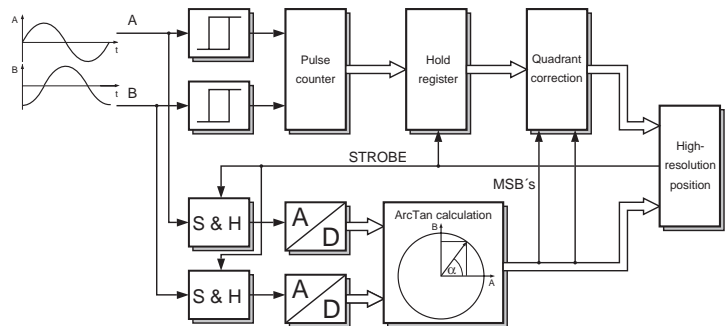 A
t
B
t
A
B
Pulse
counter
Hold
register
Quadrant
correction
High-
resolution
position
STROBE
MSB´s
S & H
A
D
ArcTan calculation
B
α
A
S & H
A
D